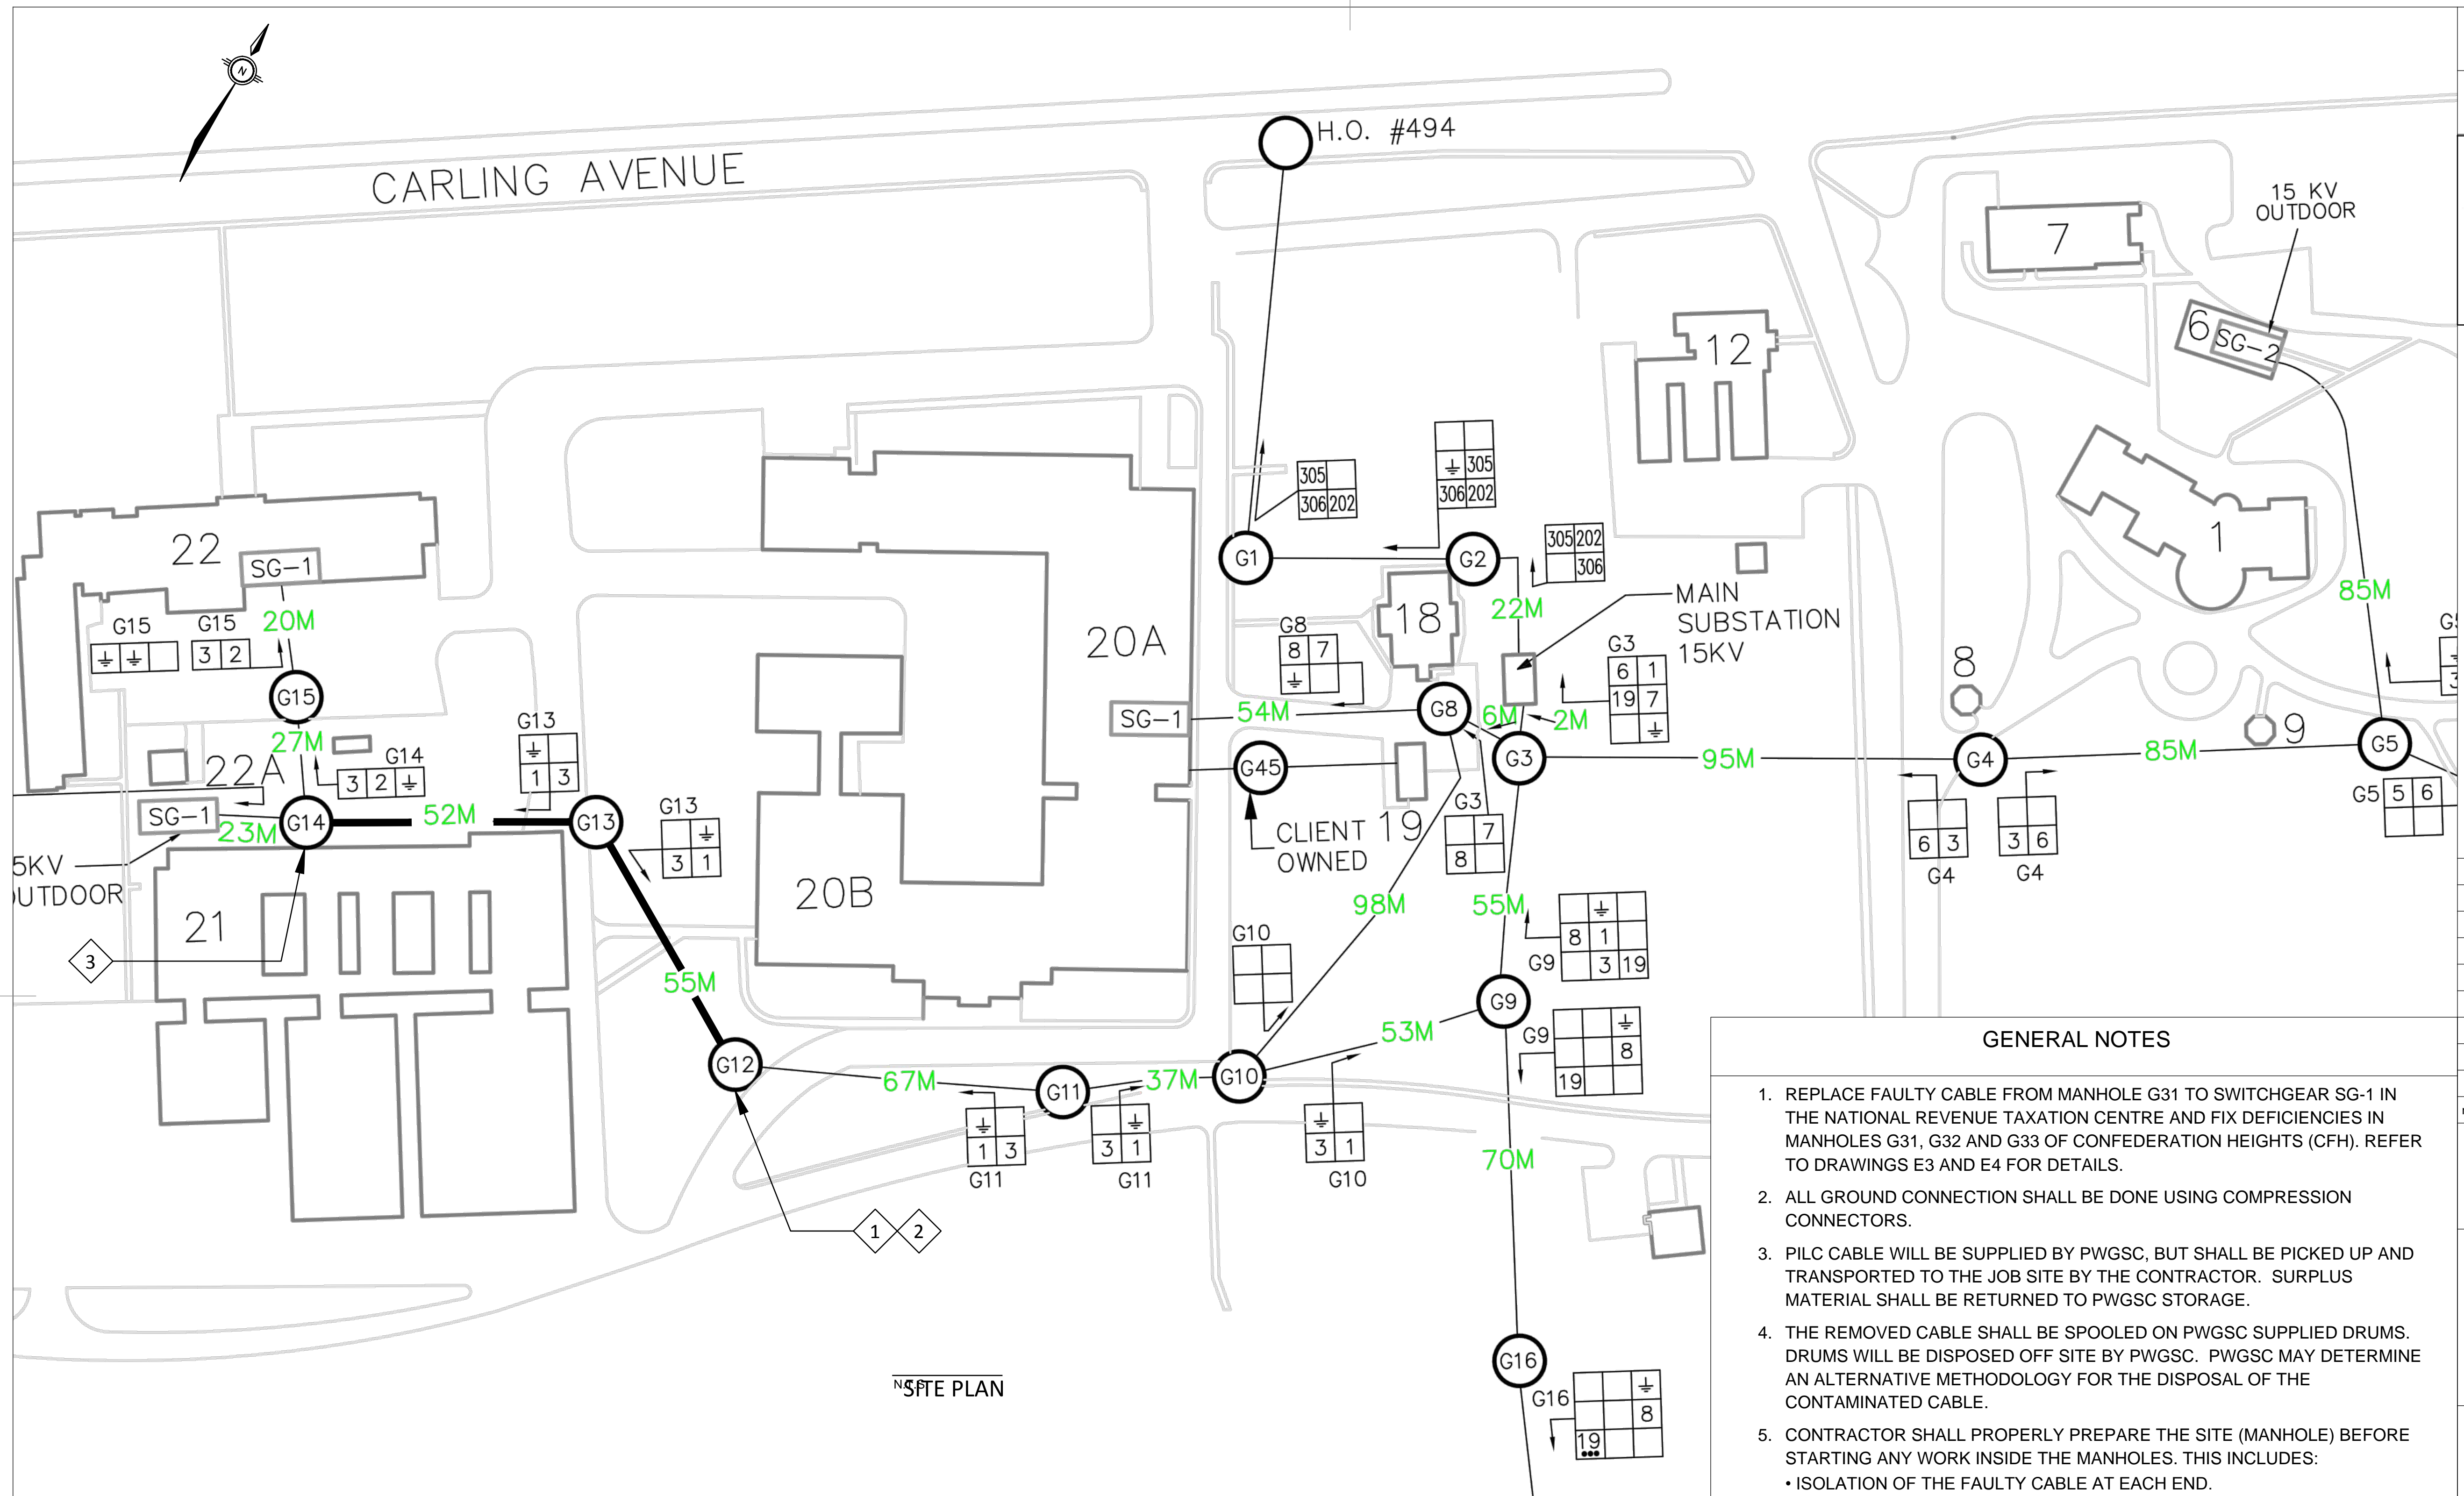 N
CARLING AVENUE
H.O. #494
15 KV
OUTDOOR
7
6
SG-2
12
1
305
306 202
305
306 202
305 202
306
22
SG-1
G1
G2
18
22M
MAIN
SUBSTATION
15KV
85M
G15
G15
20M
3 2
G8
8 7
20A
G3
6 1
19 7
8
G15
27M
G13
1 3
SG-1
54M
G8
6M
2M
G3
95M
G4
85M
9
G5
22A
G14
3 2
G45
SG-1
23M
G14
52M
G13
G13
3 1
CLIENT
OWNED
19
G3
7
8
6 3
G4
3 6
G4
G5
5 6
5KV
OUTDOOR
21
20B
98M
55M
8 1
3 19
G9
3
55M
G10
G9
53M
G9
8
19
G12
67M
G11
37M
G10
1 3
G11
3 1
G11
3 1
G10
70M
1 2
G16
G16
8
19
N.T.S.
SITE PLAN
GENERAL NOTES
1. REPLACE FAULTY CABLE FROM MANHOLE G31 TO SWITCHGEAR SG-1 IN
THE NATIONAL REVENUE TAXATION CENTRE AND FIX DEFICIENCIES IN
MANHOLES G31, G32 AND G33 OF CONFEDERATION HEIGHTS (CFH). REFER
TO DRAWINGS E3 AND E4 FOR DETAILS.
2. ALL GROUND CONNECTION SHALL BE DONE USING COMPRESSION
CONNECTORS.
3. PILC CABLE WILL BE SUPPLIED BY PWGSC, BUT SHALL BE PICKED UP AND
TRANSPORTED TO THE JOB SITE BY THE CONTRACTOR. SURPLUS
MATERIAL SHALL BE RETURNED TO PWGSC STORAGE.
4. THE REMOVED CABLE SHALL BE SPOOLED ON PWGSC SUPPLIED DRUMS.
DRUMS WILL BE DISPOSED OFF SITE BY PWGSC. PWGSC MAY DETERMINE
AN ALTERNATIVE METHODOLOGY FOR THE DISPOSAL OF THE
CONTAMINATED CABLE.
5. CONTRACTOR SHALL PROPERLY PREPARE THE SITE (MANHOLE) BEFORE
STARTING ANY WORK INSIDE THE MANHOLES. THIS INCLUDES:
• ISOLATION OF THE FAULTY CABLE AT EACH END.